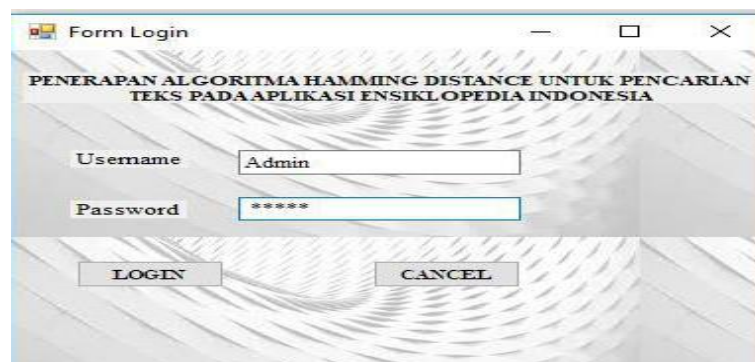 Form Login
PENERAPAN ALGORITMA HAMMING DISTANCE UNTUK PENCARIAN
TEKS PADA APLIKASI ENSIKLOPEDIA INDONESIA
Username
Admin
Password
*****
LOGIN
CANCEL